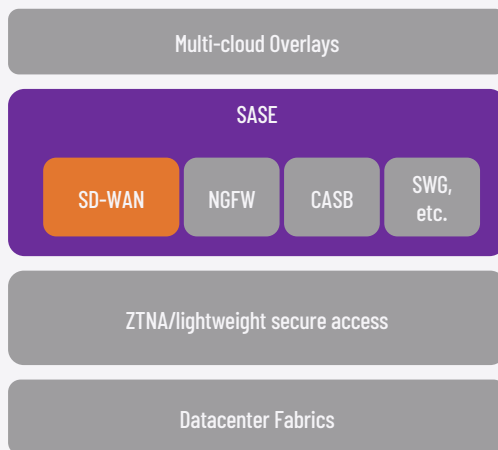 Multi-cloud Overlays
SASE
SD-WAN
NGFW
CASB
SWG,
etc.
ZTNA/lightweight secure access
Datacenter Fabrics